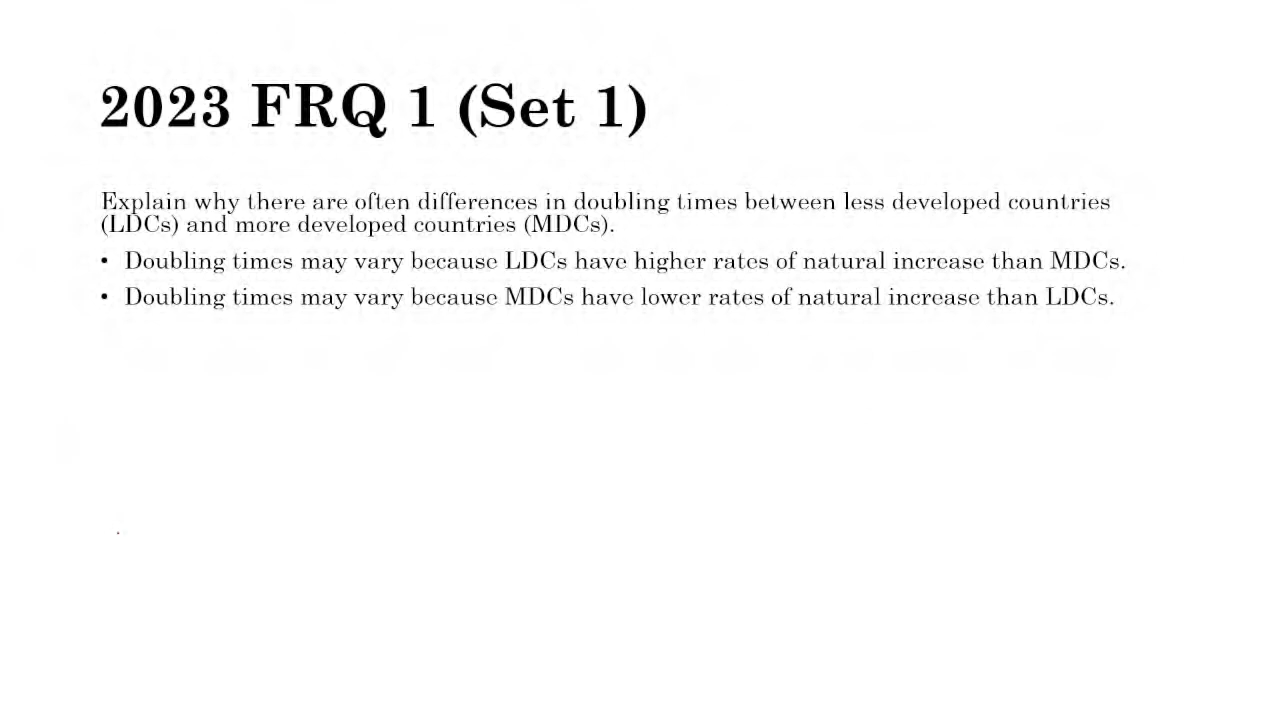 2023 FRQ 1 (Set 1)
Explain why there are often differences in doubling times between less developed countries
(LDCs) and more developed countries (MDCs).
• Doubling times may vary because LDCs have higher rates of natural increase than MDCs.
• Doubling times may vary because MDCs have lower rates of natural increase than LDCs.